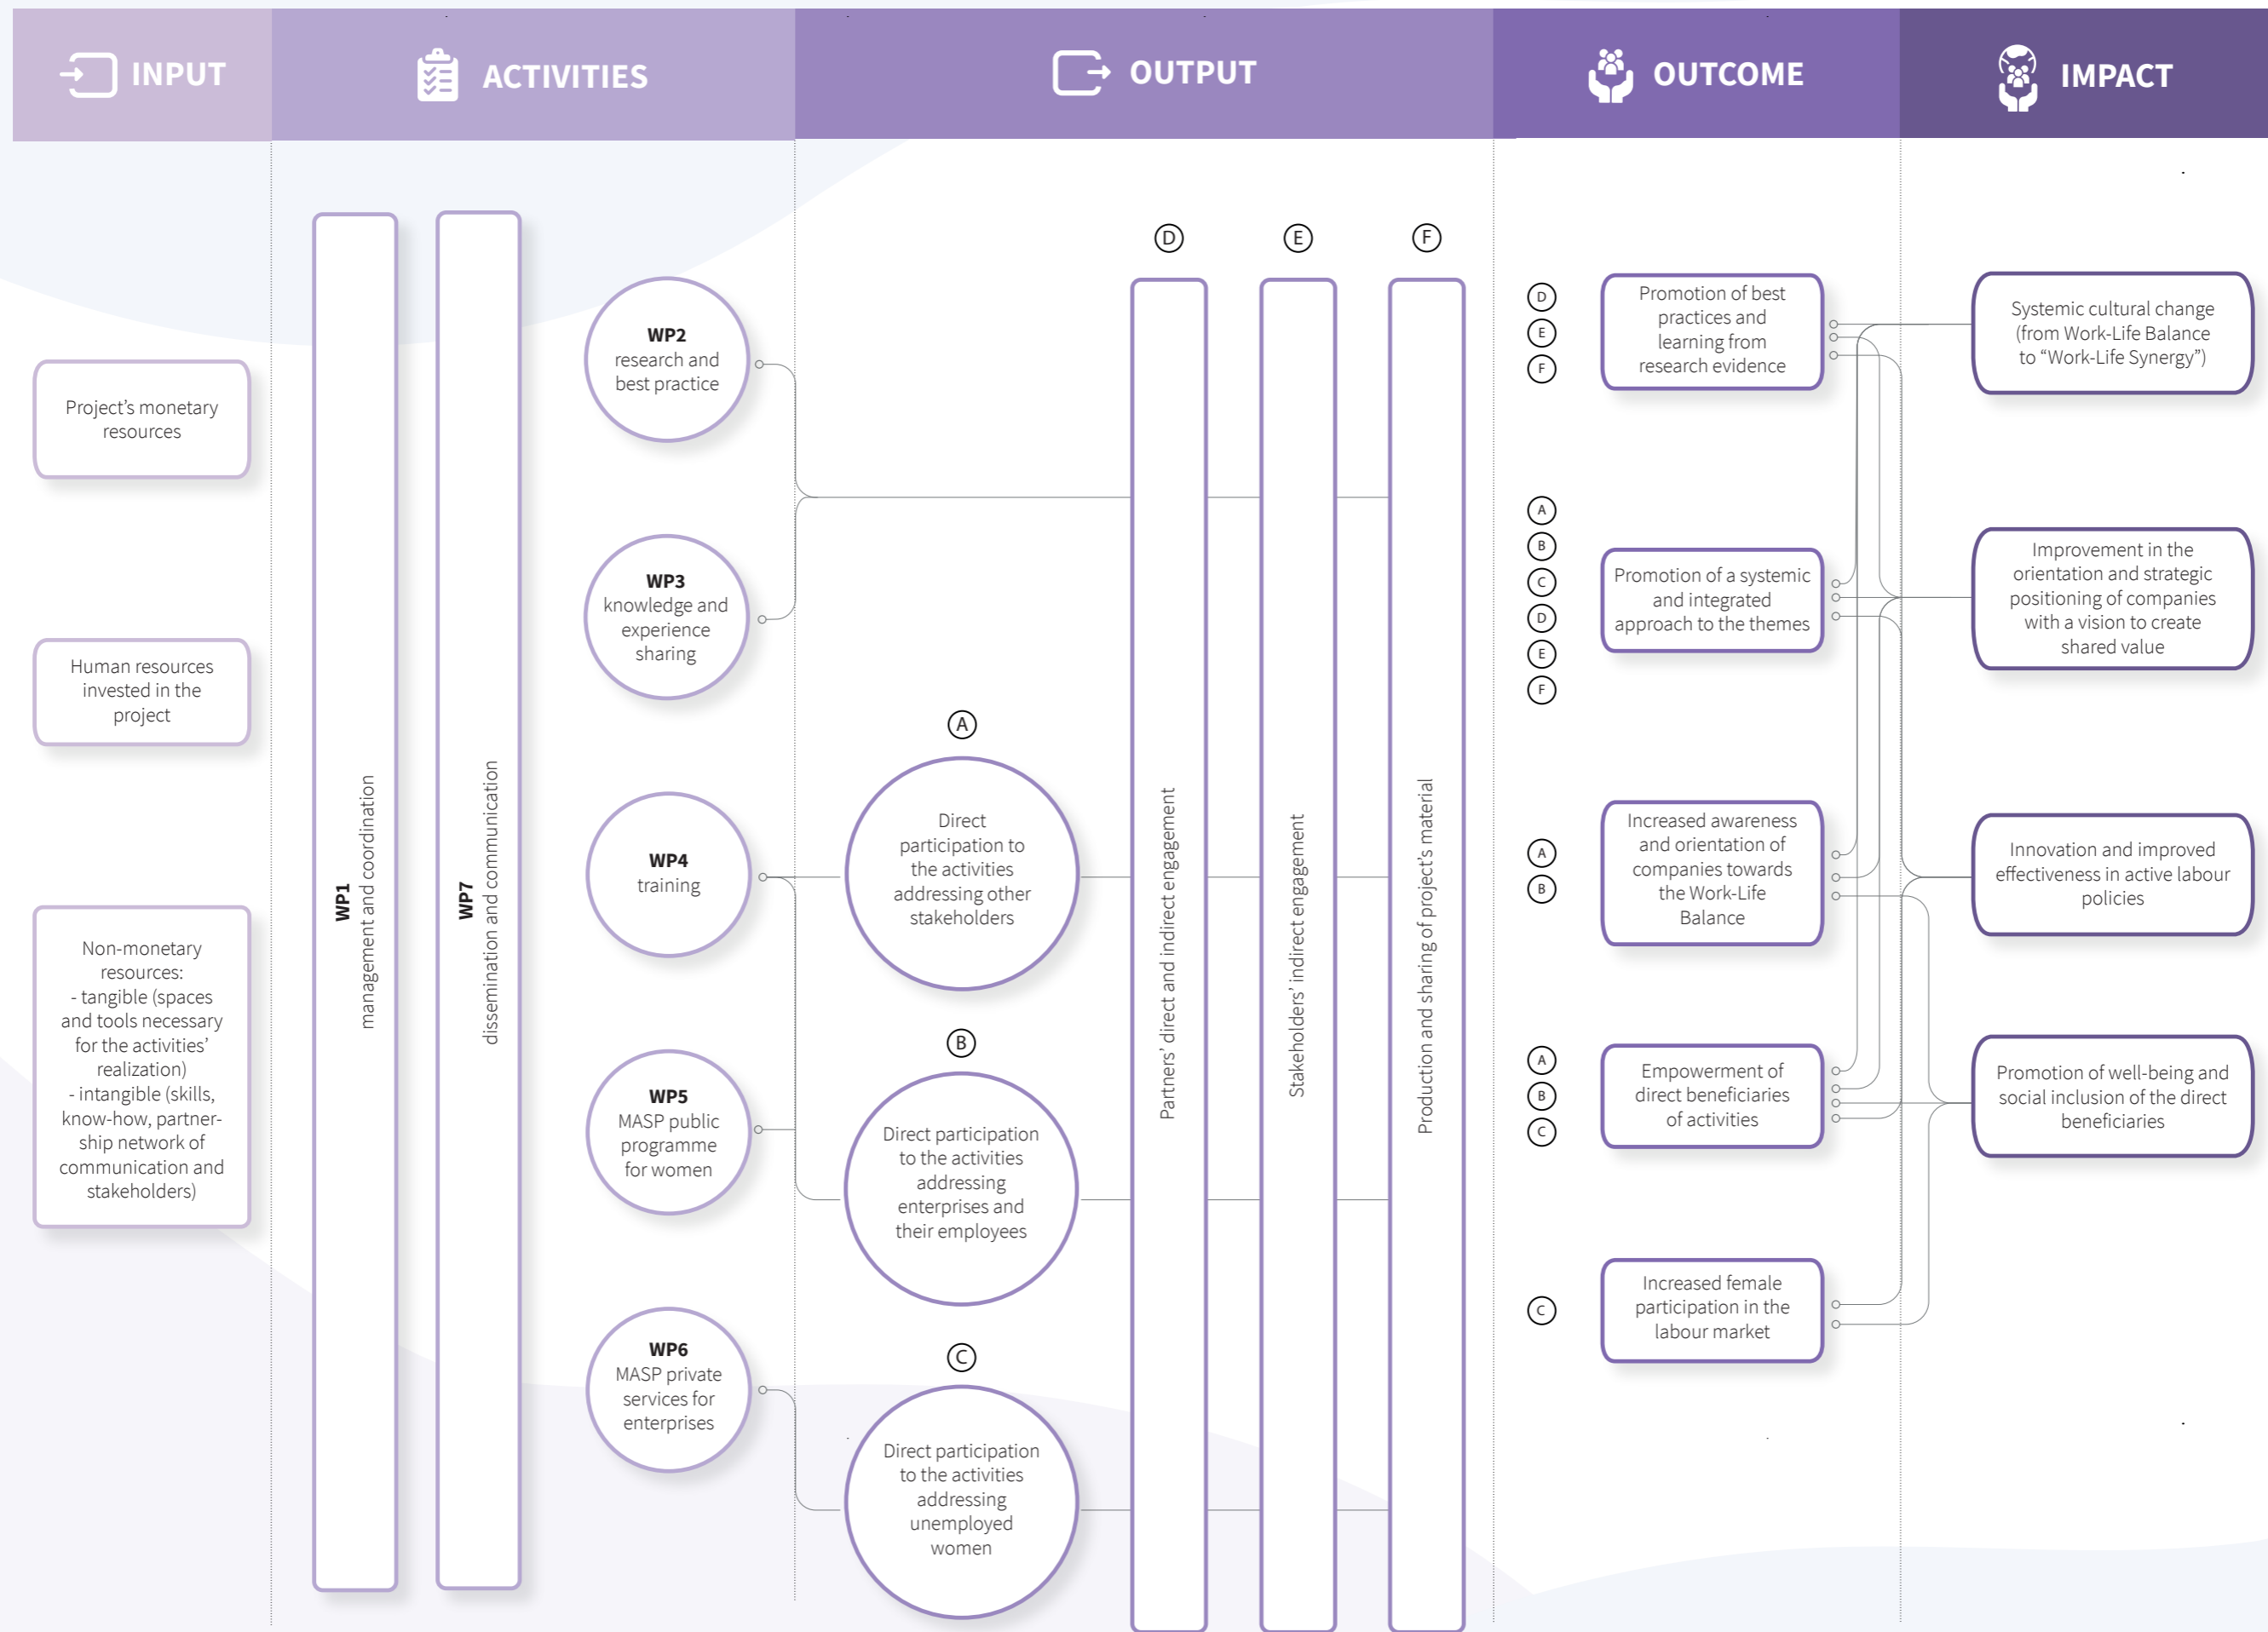 INPUT
ACTIVITIES
OUTPUT
OUTCOME
IMPACT
Project’s monetary
resources
Human resources
invested in the
project
Non-monetary
resources:
- tangible (spaces
and tools necessary
for the activities’
realization)
- intangible (skills,
know-how, partner-
ship network of
communication and
stakeholders)
WP1
management and coordination
WP7
dissemination and communication
WP2
research and
best practice
WP3
knowledge and
experience
sharing
WP4
training
WP5
MASP public
programme
for women
WP6
MASP private
services for
enterprises
A
Direct
participation to
the activities
addressing other
stakeholders
B
Direct participation
to the activities
addressing
enterprises and
their employees
C
Direct participation
to the activities
addressing
unemployed
women
D
Partners’ direct and indirect engagement
E
Stakeholders’ indirect engagement
F
Production and sharing of project’s material
D
E
F
Promotion of best
practices and
learning from
research evidence
A
B
C
D
E
F
Promotion of a systemic
and integrated
approach to the themes
A
B
Increased awareness
and orientation of
companies towards
the Work-Life
Balance
A
B
C
Empowerment of
direct beneficiaries
of activities
C
Increased female
participation in the
labour market
Systemic cultural change
(from Work-Life Balance
to “Work-Life Synergy”)
Improvement in the
orientation and strategic
positioning of companies
with a vision to create
shared value
Innovation and improved
effectiveness in active labour
policies
Promotion of well-being and
social inclusion of the direct
beneficiaries